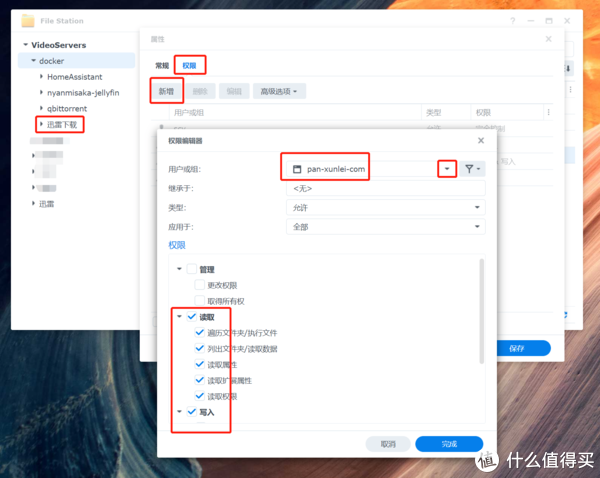 File Station
VideoServers
docker
HomeAssistant
nyanmisaka-jellyfin
qbittorrent
迅雷下载
迅雷
属性
常规
权限
新增
删除
编辑
高级选项
用户或组
类型
权限
权限编辑器
用户或组:
pan-xunlei-com
继承于:
<无>
类型:
允许
应用于:
全部
权限
管理
更改权限
取得所有权
读取
遍历文件夹/执行文件
列出文件夹/读取数据
读取属性
读取扩展属性
读取权限
写入
写入
取消
完成
保存
值 什么值得买